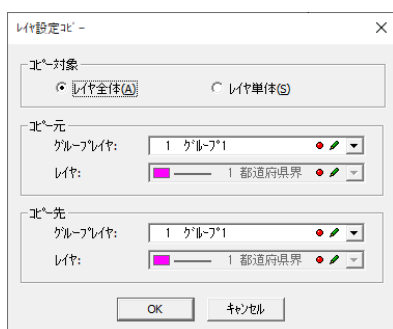 ﾚｲﾔ設定ｺﾋﾟｰ
ｺﾋﾟｰ対象
ﾚｲﾔ全体(A)
ﾚｲﾔ単体(S)
ｺﾋﾟｰ元
ｸﾞﾙｰﾌﾟﾚｲﾔ: 1 ｸﾞﾙｰﾌﾟ1
ﾚｲﾔ: 1 都道府県界
ｺﾋﾟｰ先
ｸﾞﾙｰﾌﾟﾚｲﾔ: 1 ｸﾞﾙｰﾌﾟ1
ﾚｲﾔ: 1 都道府県界
OK ｷｬﾝｾﾙ